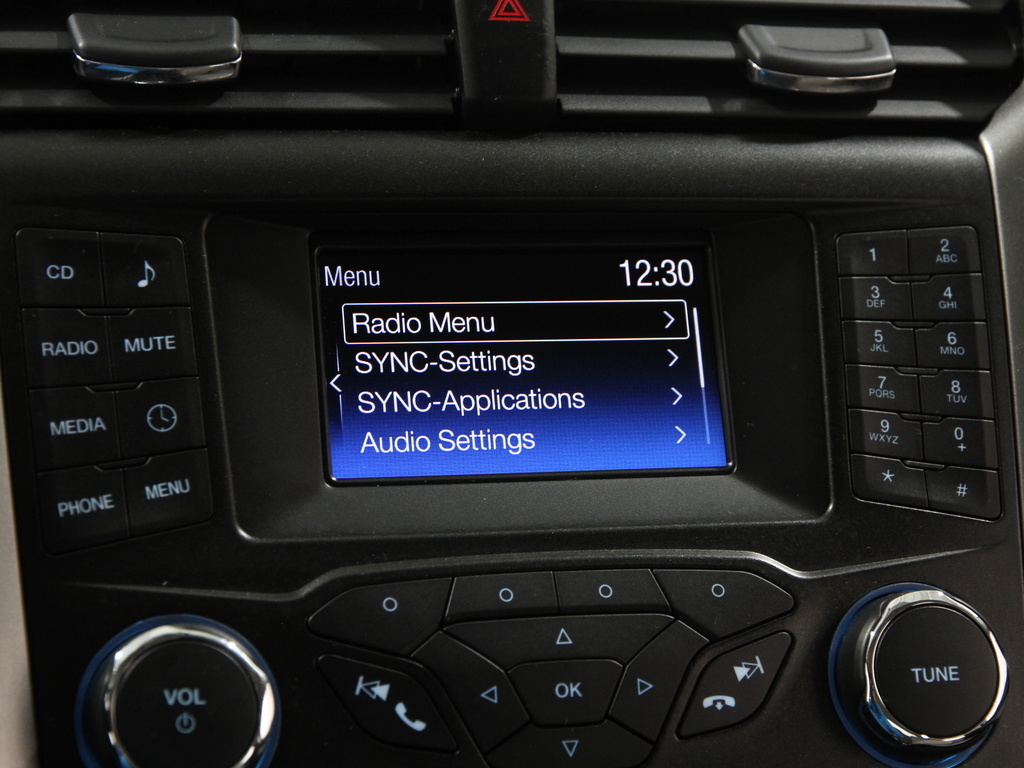 Menu 12:30
Radio Menu
SYNC-Settings
SYNC-Applications
Audio Settings
CD
RADIO MUTE
MEDIA
PHONE MENU
1 2 ABC
3 DEF 4 GHI
5 JKL 6 MNO
7 PQRS 8 TUV
9 WXYZ 0 +
* #
VOL
OK
TUNE